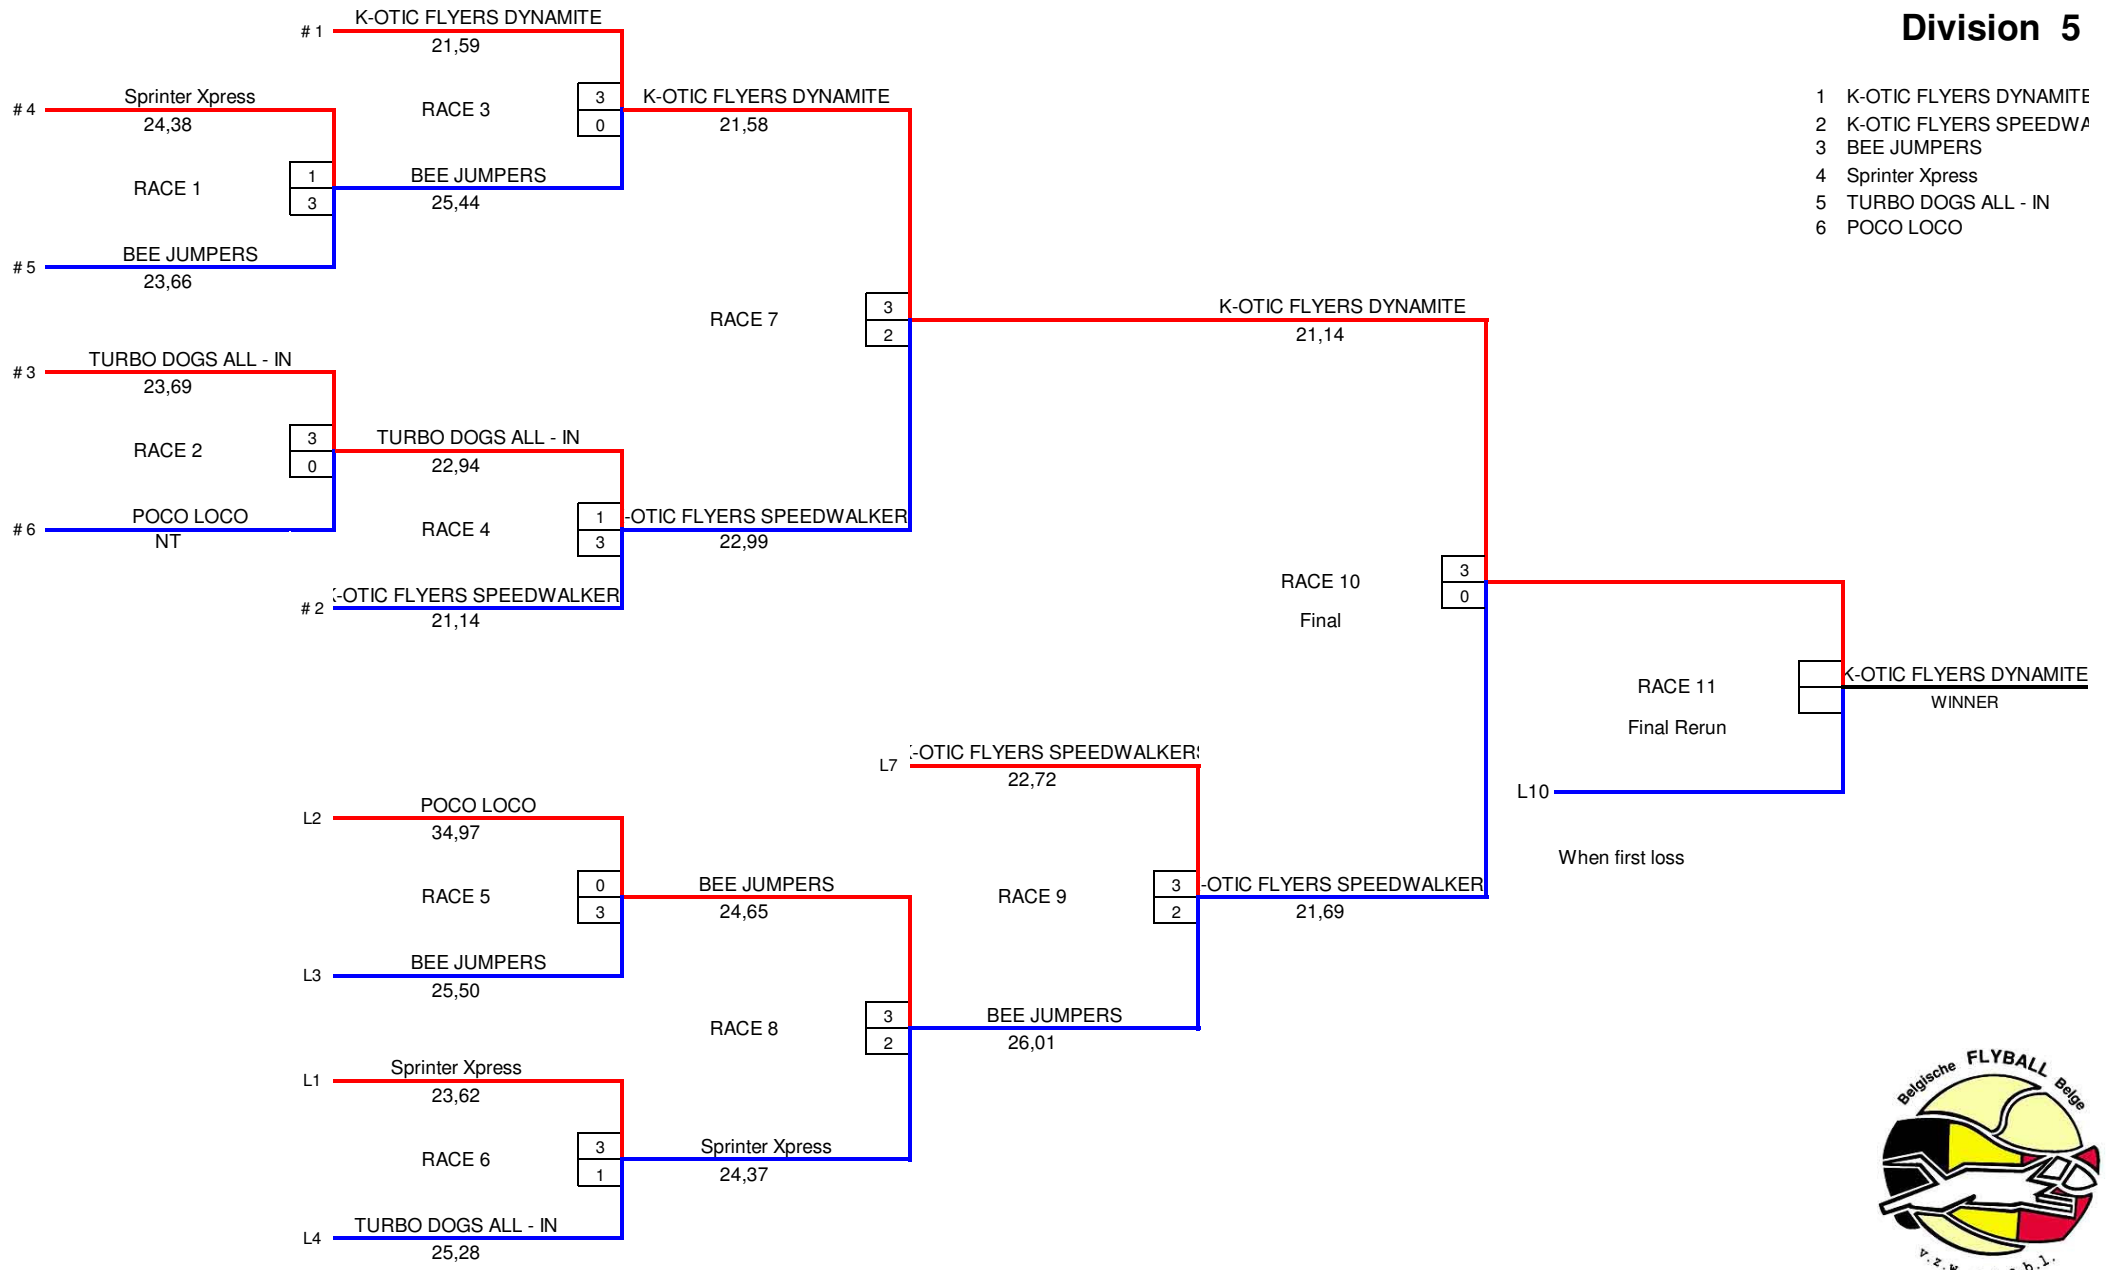 Division 5
1 K-OTIC FLYERS DYNAMITE
2 K-OTIC FLYERS SPEEDWA
3 BEE JUMPERS
4 Sprinter Xpress
5 TURBO DOGS ALL - IN
6 POCO LOCO
# 1 K-OTIC FLYERS DYNAMITE
21,59
# 4 Sprinter Xpress
24,38
RACE 3
3
0
K-OTIC FLYERS DYNAMITE
21,58
RACE 1
1
3
BEE JUMPERS
25,44
# 5 BEE JUMPERS
23,66
RACE 7
3
2
K-OTIC FLYERS DYNAMITE
21,14
# 3 TURBO DOGS ALL - IN
23,69
RACE 2
3
0
TURBO DOGS ALL - IN
22,94
# 6 POCO LOCO
NT
RACE 4
1
3
-OTIC FLYERS SPEEDWALKER
22,99
# 2 K-OTIC FLYERS SPEEDWALKER
21,14
RACE 10
Final
3
0
RACE 11
Final Rerun
K-OTIC FLYERS DYNAMITE
WINNER
L7 K-OTIC FLYERS SPEEDWALKERS
22,72
L10
When first loss
L2 POCO LOCO
34,97
RACE 5
0
3
BEE JUMPERS
24,65
RACE 9
3
2
-OTIC FLYERS SPEEDWALKER
21,69
L3 BEE JUMPERS
25,50
RACE 8
3
2
BEE JUMPERS
26,01
L1 Sprinter Xpress
23,62
RACE 6
3
1
Sprinter Xpress
24,37
L4 TURBO DOGS ALL - IN
25,28
Belgische FLYBALL Belge
v.z.w.